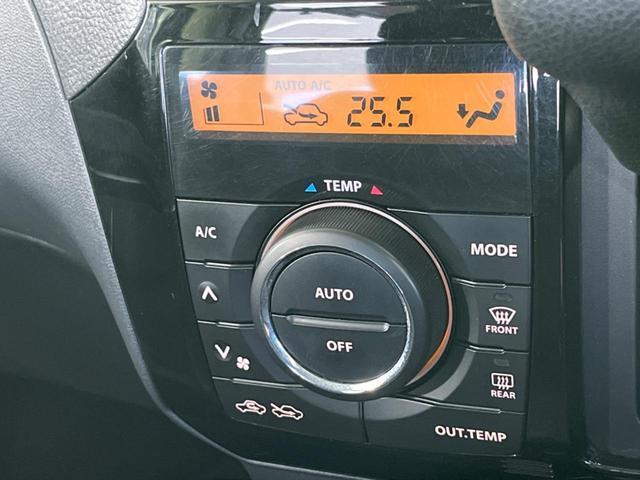 AUTO A/C
25.5
TEMP
A/C
MODE
AUTO
OFF
FRONT
REAR
OUT.TEMP